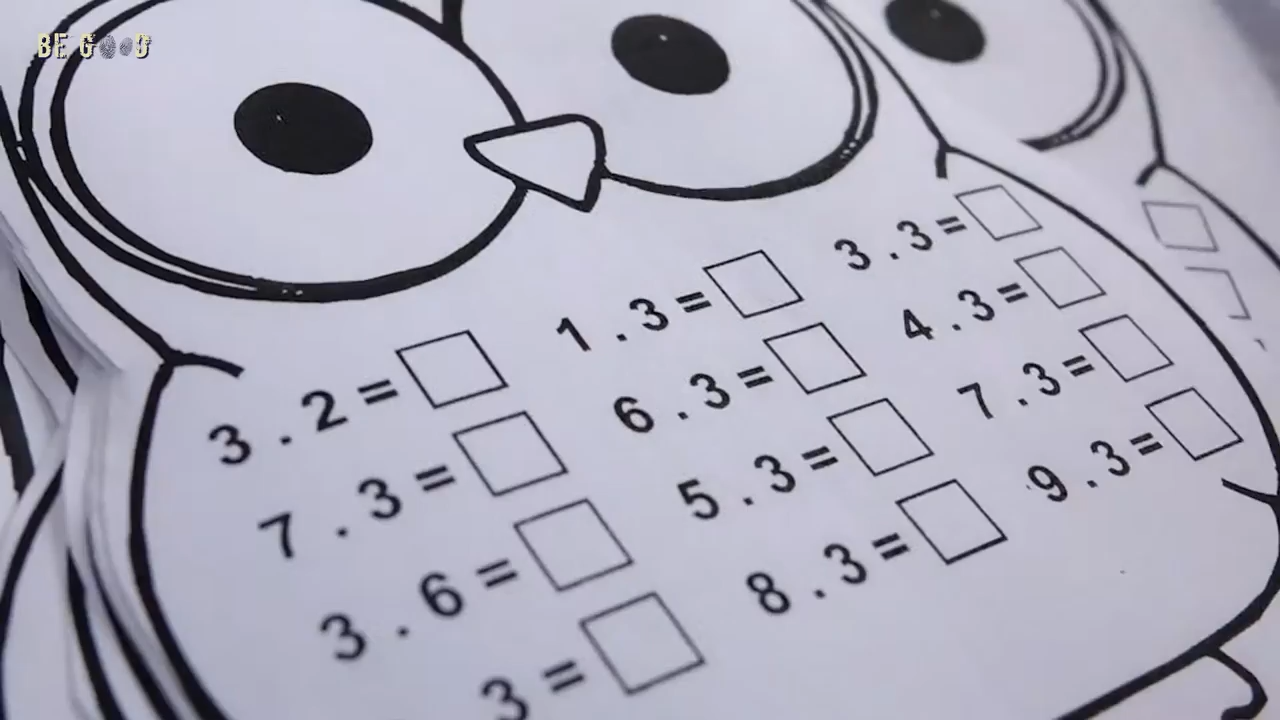 BE GOOD
3 . 2 =
7 . 3 =
3 . 6 =
3 =
1 . 3 =
6 . 3 =
5 . 3 =
8 . 3 =
3 . 3 =
4 . 3 =
7 . 3 =
9 . 3 =